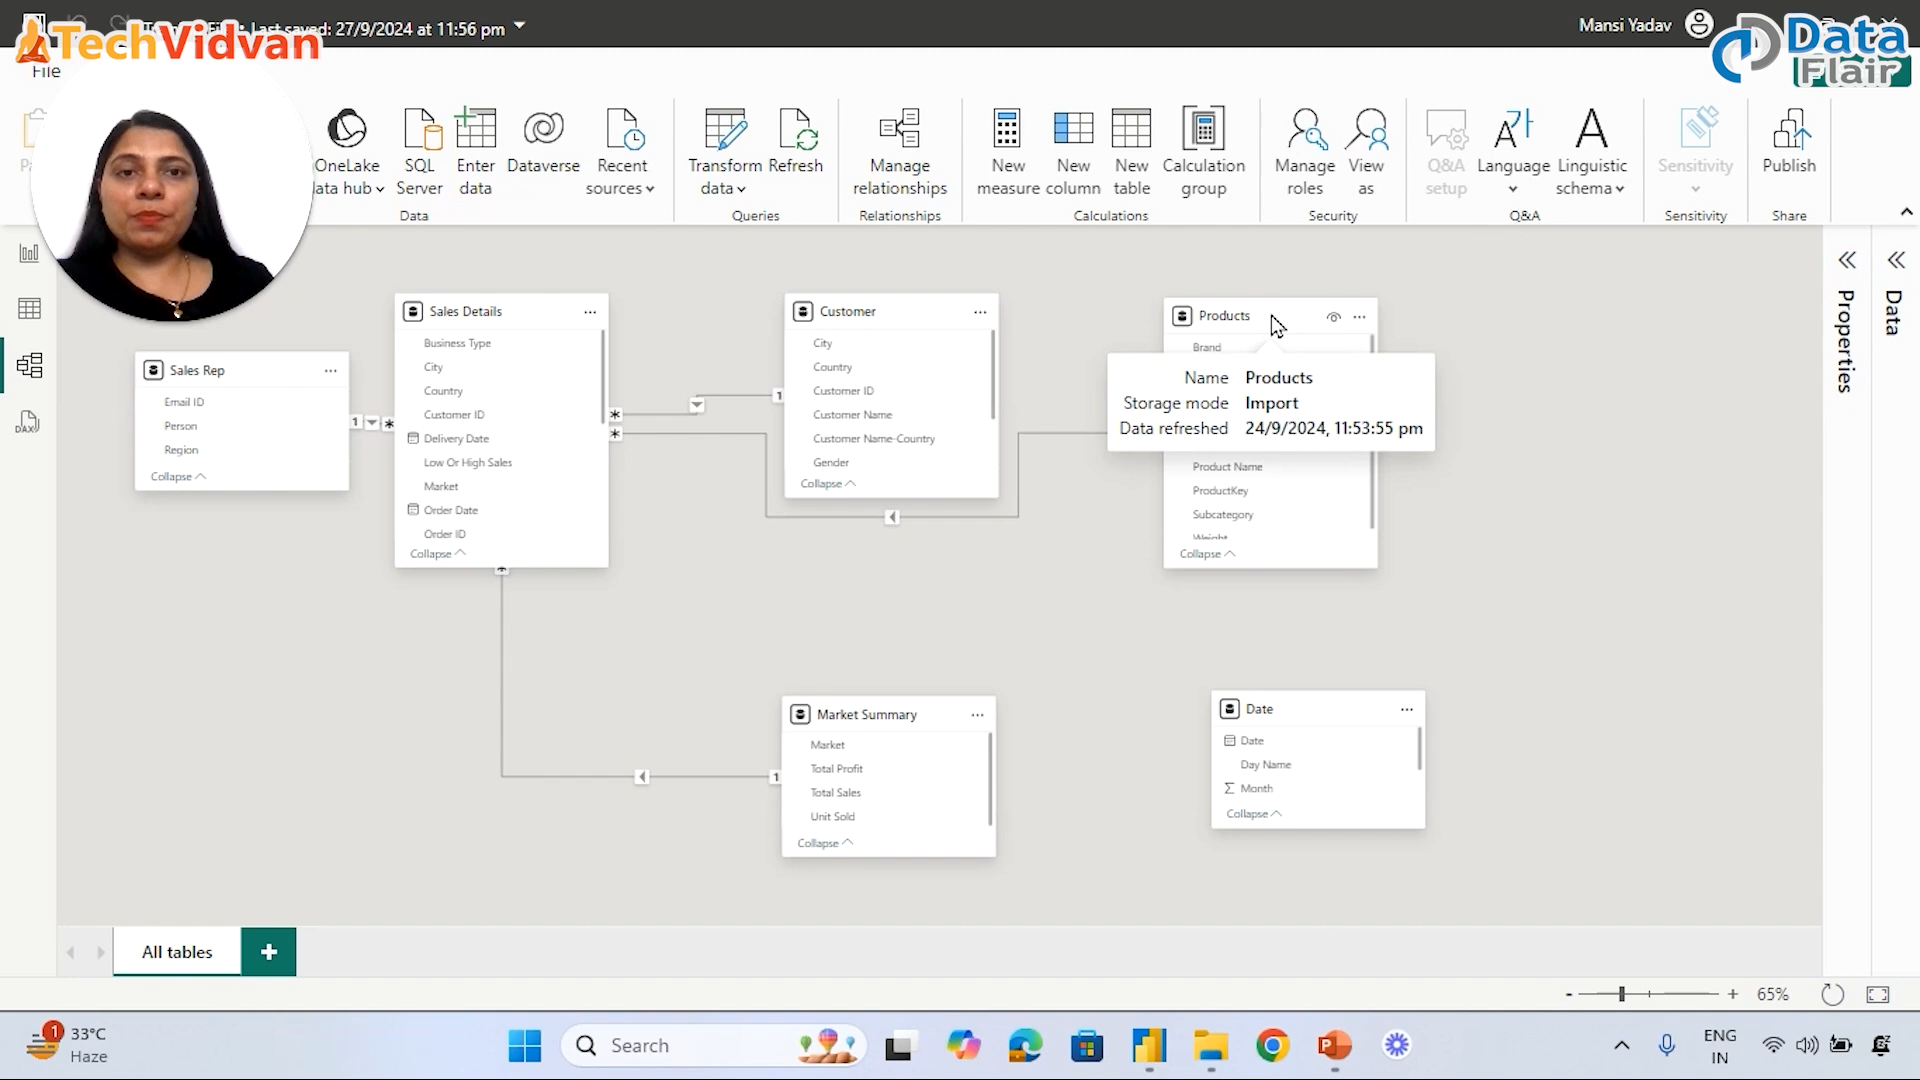 TechVidvan
Last saved: 27/9/2024 at 11:56 pm
Mansi Yadav
Data
Flair
File
OneLake
data hub
SQL
Server
Enter
data
Dataverse
Recent
sources
Transform
data
Refresh
Manage
relationships
New
measure
New
column
New
table
Calculation
group
Manage
roles
View
as
Q&A
setup
Language
Linguistic
schema
Sensitivity
Publish
Data
Queries
Relationships
Calculations
Security
Q&A
Sensitivity
Share
DAX
Sales Rep
Email ID
Person
Region
Collapse
1
*
Sales Details
Business Type
City
Country
Customer ID
Delivery Date
Low Or High Sales
Market
Order Date
Order ID
Collapse
*
*
*
1
Customer
City
Country
Customer ID
Customer Name
Customer Name-Country
Gender
Collapse
Products
Brand
Name Products
Storage mode Import
Data refreshed 24/9/2024, 11:53:55 pm
Product Name
ProductKey
Subcategory
Weight
Collapse
1
Market Summary
Market
Total Profit
Total Sales
Unit Sold
Collapse
Date
Date
Day Name
Σ Month
Collapse
Properties
Data
All tables
+
- + 65%
1
33°C
Haze
Search
ENG
IN